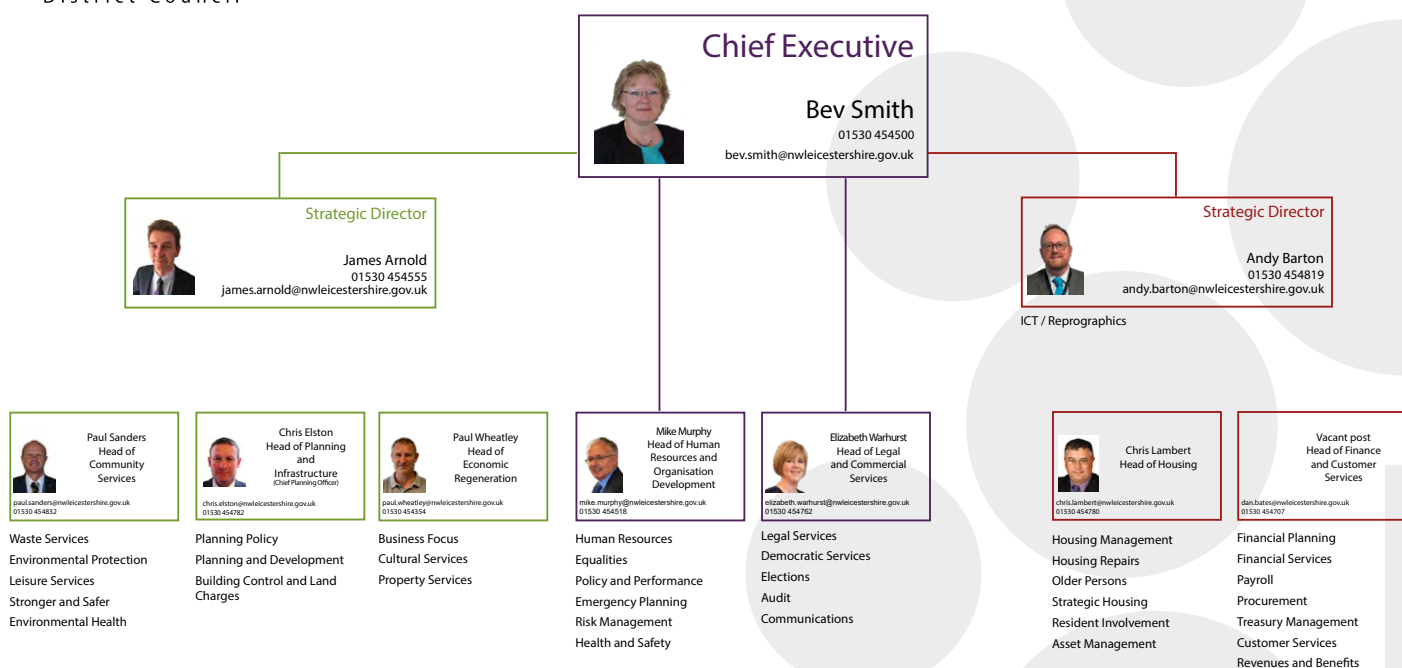 District Council
Chief Executive
Bev Smith
01530 454500
bev.smith@nwleicestershire.gov.uk
Strategic Director
James Arnold
01530 454555
james.arnold@nwleicestershire.gov.uk
Strategic Director
Andy Barton
01530 454819
andy.barton@nwleicestershire.gov.uk
ICT / Reprographics
Paul Sanders
Head of
Community
Services
paul.sanders@nwleicestershire.gov.uk
01530 454832
Waste Services
Environmental Protection
Leisure Services
Stronger and Safer
Environmental Health
Chris Elston
Head of Planning
and
Infrastructure
(Chief Planning Officer)
chris.elston@nwleicestershire.gov.uk
01530 454782
Planning Policy
Planning and Development
Building Control and Land
Charges
Paul Wheatley
Head of
Economic
Regeneration
paul.wheatley@nwleicestershire.gov.uk
01530 454354
Business Focus
Cultural Services
Property Services
Mike Murphy
Head of Human
Resources and
Organisation
Development
mike.murphy@nwleicestershire.gov.uk
01530 454518
Human Resources
Equalities
Policy and Performance
Emergency Planning
Risk Management
Health and Safety
Elizabeth Warhurst
Head of Legal
and Commercial
Services
elizabeth.warhurst@nwleicestershire.gov.uk
01530 454762
Legal Services
Democratic Services
Elections
Audit
Communications
Chris Lambert
Head of Housing
chris.lambert@nwleicestershire.gov.uk
01530 454780
Housing Management
Housing Repairs
Older Persons
Strategic Housing
Resident Involvement
Asset Management
Vacant post
Head of Finance
and Customer
Services
dan.bates@nwleicestershire.gov.uk
01530 454707
Financial Planning
Financial Services
Payroll
Procurement
Treasury Management
Customer Services
Revenues and Benefits